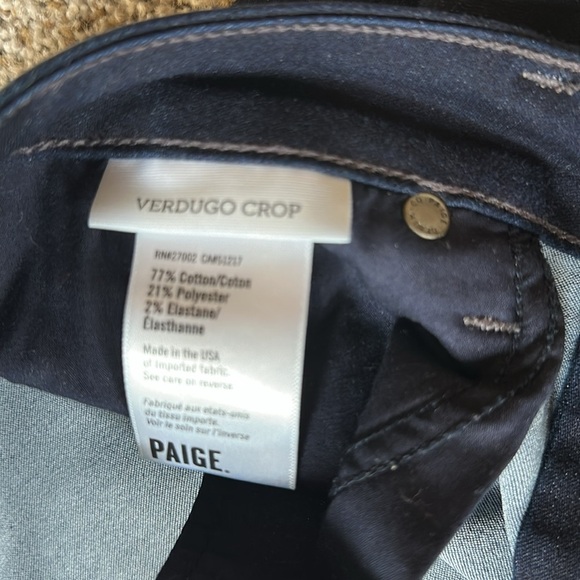 VERDUGO CROP
RN#27002 CA#51217
77% Cotton/Coton
21% Polyester
2% Elastane/
Élasthanne
Made in the USA
of imported fabric.
See care on reverse.
Fabriqué aux états-unis
du tissu importe.
Voir le soin sur l'inverse
PAIGE.